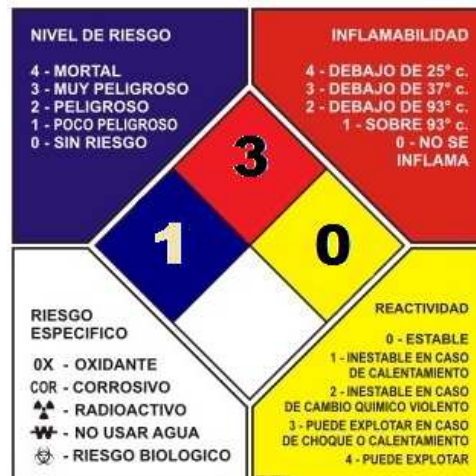 NIVEL DE RIESGO
4 - MORTAL
3 - MUY PELIGROSO
2 - PELIGROSO
1 - POCO PELIGROSO
0 - SIN RIESGO
INFLAMABILIDAD
4 - DEBAJO DE 25° c.
3 - DEBAJO DE 37° c.
2 - DEBAJO DE 93° c.
1 - SOBRE 93° c.
0 - NO SE
INFLAMA
3
1
0
RIESGO
ESPECIFICO
0X - OXIDANTE
COR - CORROSIVO
- RADIOACTIVO
W - NO USAR AGUA
- RIESGO BIOLOGICO
REACTIVIDAD
0 - ESTABLE
1 - INESTABLE EN CASO
DE CALENTAMIENTO
2 - INESTABLE EN CASO
DE CAMBIO QUIMICO VIOLENTO
3 - PUEDE EXPLOTAR EN CASO
DE CHOQUE O CALENTAMIENTO
4 - PUEDE EXPLOTAR